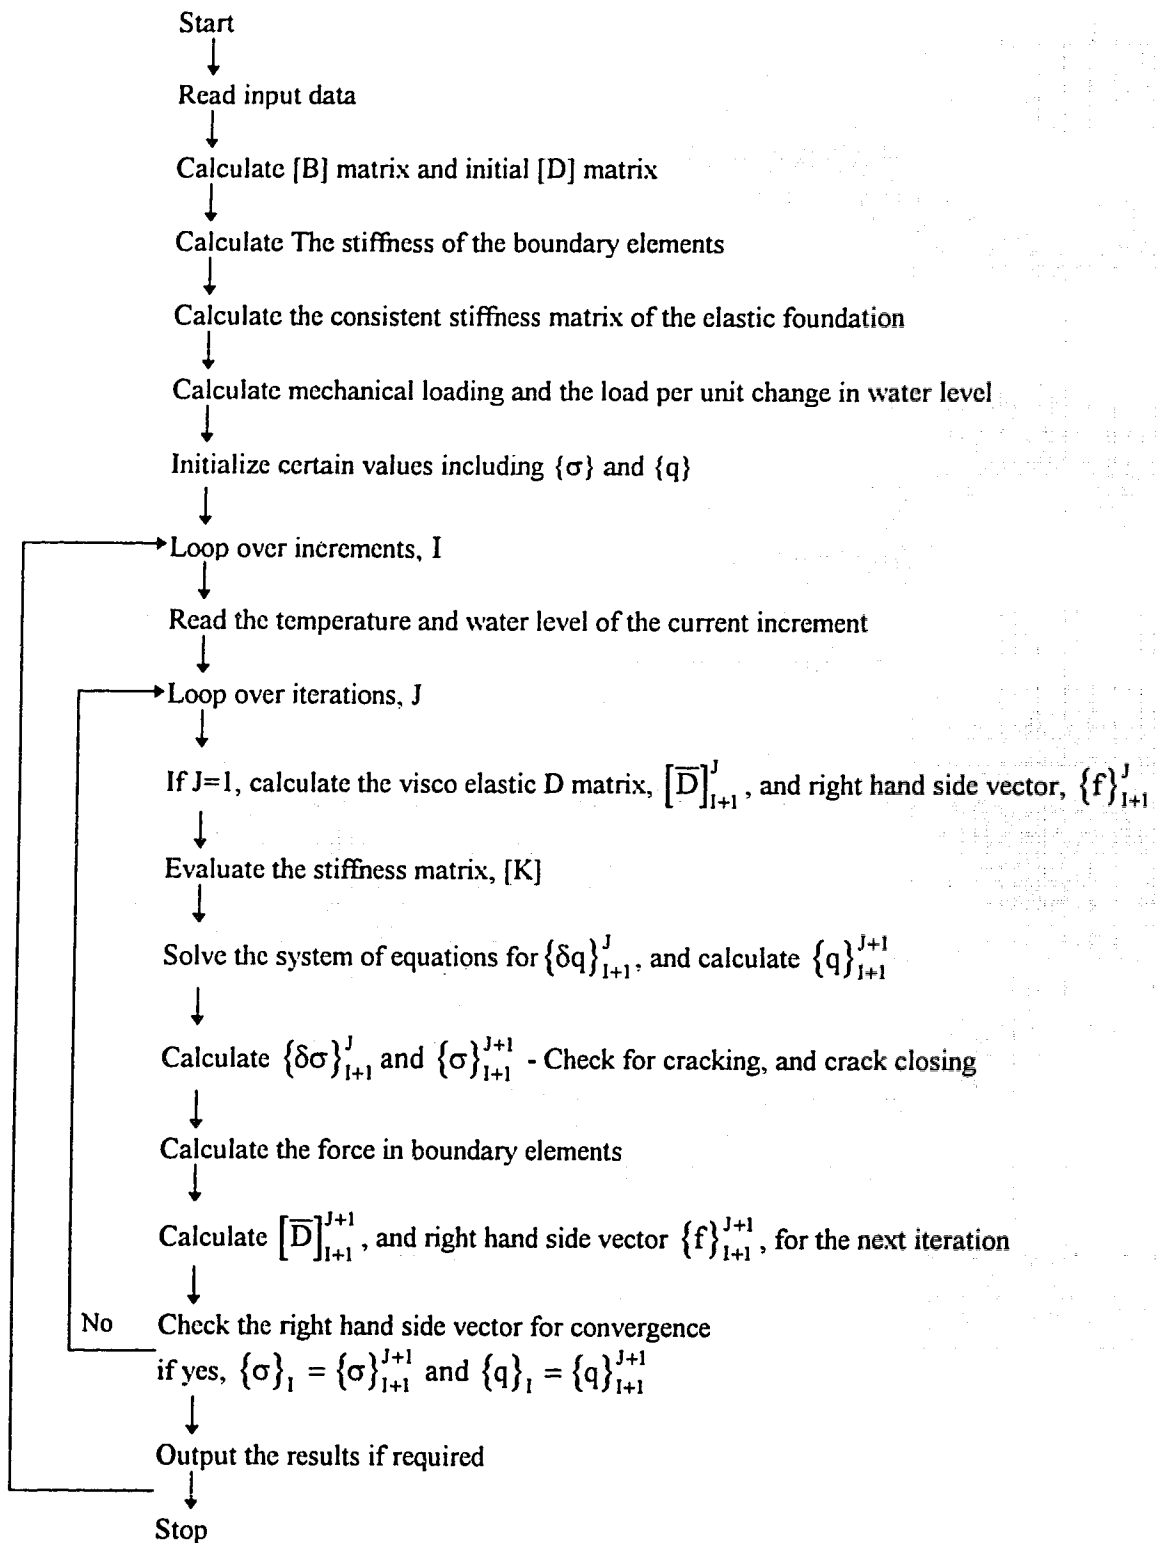 Start
Read input data
Calculate [B] matrix and initial [D] matrix
Calculate The stiffness of the boundary elements
Calculate the consistent stiffness matrix of the elastic foundation
Calculate mechanical loading and the load per unit change in water level
Initialize certain values including {σ} and {q}
Loop over increments, I
Read the temperature and water level of the current increment
Loop over iterations, J
If J=1, calculate the visco elastic D matrix, [D̅]^J_{I+1}, and right hand side vector, {f}^J_{I+1}
Evaluate the stiffness matrix, [K]
Solve the system of equations for {δq}^J_{I+1}, and calculate {q}^{J+1}_{I+1}
Calculate {δσ}^J_{I+1} and {σ}^{J+1}_{I+1} - Check for cracking, and crack closing
Calculate the force in boundary elements
Calculate [D̅]^{J+1}_{I+1}, and right hand side vector {f}^{J+1}_{I+1}, for the next iteration
No Check the right hand side vector for convergence
if yes, {σ}_I = {σ}^{J+1}_{I+1} and {q}_I = {q}^{J+1}_{I+1}
Output the results if required
Stop